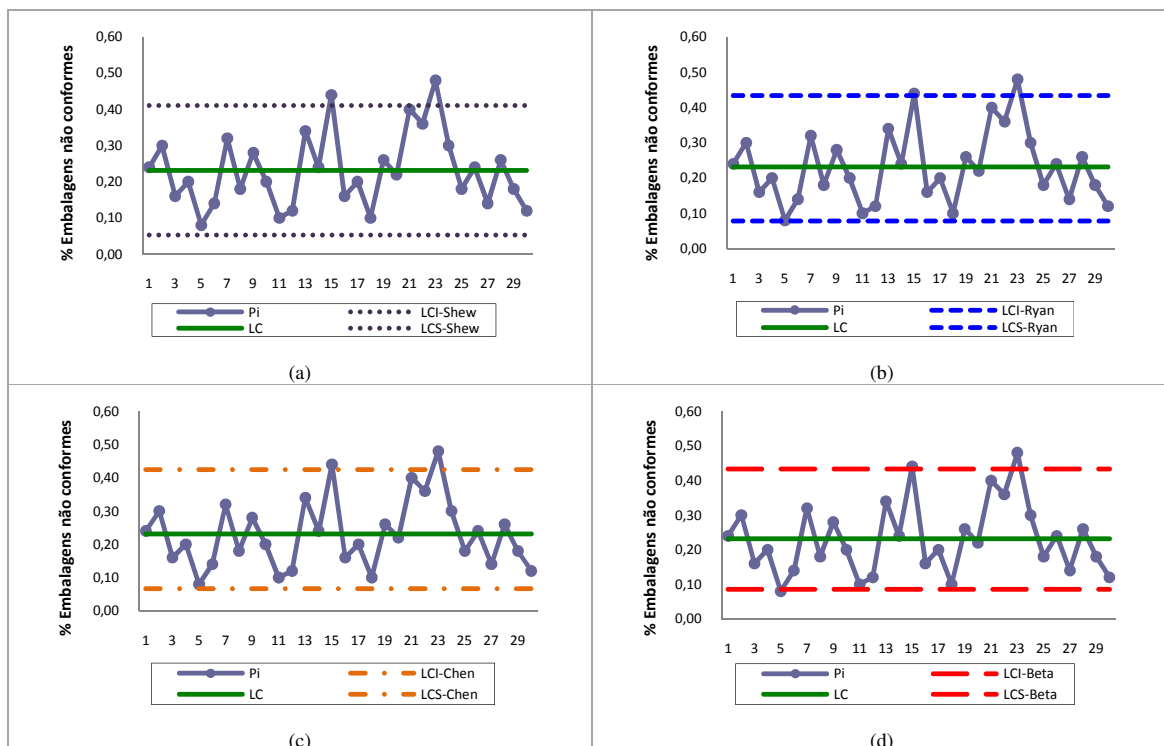 % Embalagens não conformes
0,60
0,50
0,40
0,30
0,20
0,10
0,00
1 3 5 7 9 11 13 15 17 19 21 23 25 27 29
Pi LCI-Shew
LC LCS-Shew
(a)
% Embalagens não conformes
0,60
0,50
0,40
0,30
0,20
0,10
0,00
1 3 5 7 9 11 13 15 17 19 21 23 25 27 29
Pi LCI-Ryan
LC LCS-Ryan
(b)
% Embalagens não conformes
0,60
0,50
0,40
0,30
0,20
0,10
0,00
1 3 5 7 9 11 13 15 17 19 21 23 25 27 29
Pi LCI-Chen
LC LCS-Chen
(c)
% Embalagens não conformes
0,60
0,50
0,40
0,30
0,20
0,10
0,00
1 3 5 7 9 11 13 15 17 19 21 23 25 27 29
Pi LCI-Beta
LC LCS-Beta
(d)